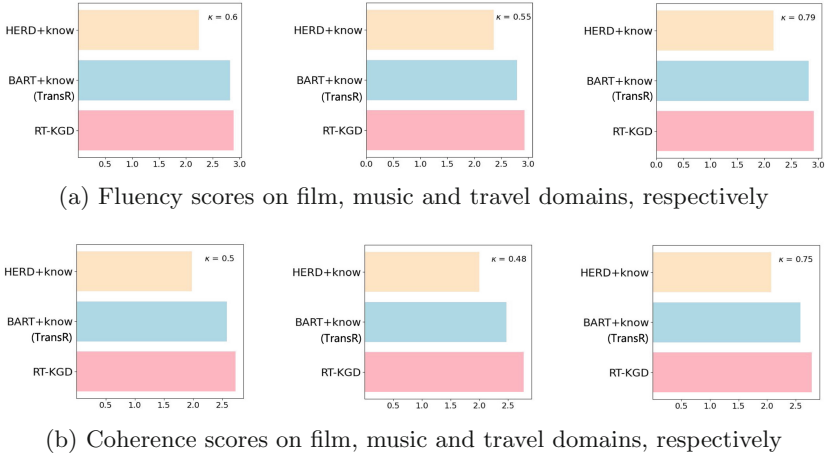 κ = 0.6
HERD+know
BART+know
(TransR)
RT-KGD
0.5 1.0 1.5 2.0 2.5 3.0
κ = 0.55
HERD+know
BART+know
(TransR)
RT-KGD
0.0 0.5 1.0 1.5 2.0 2.5 3.0
κ = 0.79
HERD+know
BART+know
(TransR)
RT-KGD
0.0 0.5 1.0 1.5 2.0 2.5 3.0
(a) Fluency scores on film, music and travel domains, respectively
κ = 0.5
HERD+know
BART+know
(TransR)
RT-KGD
0.5 1.0 1.5 2.0 2.5
κ = 0.48
HERD+know
BART+know
(TransR)
RT-KGD
0.5 1.0 1.5 2.0 2.5
κ = 0.75
HERD+know
BART+know
(TransR)
RT-KGD
0.5 1.0 1.5 2.0 2.5
(b) Coherence scores on film, music and travel domains, respectively